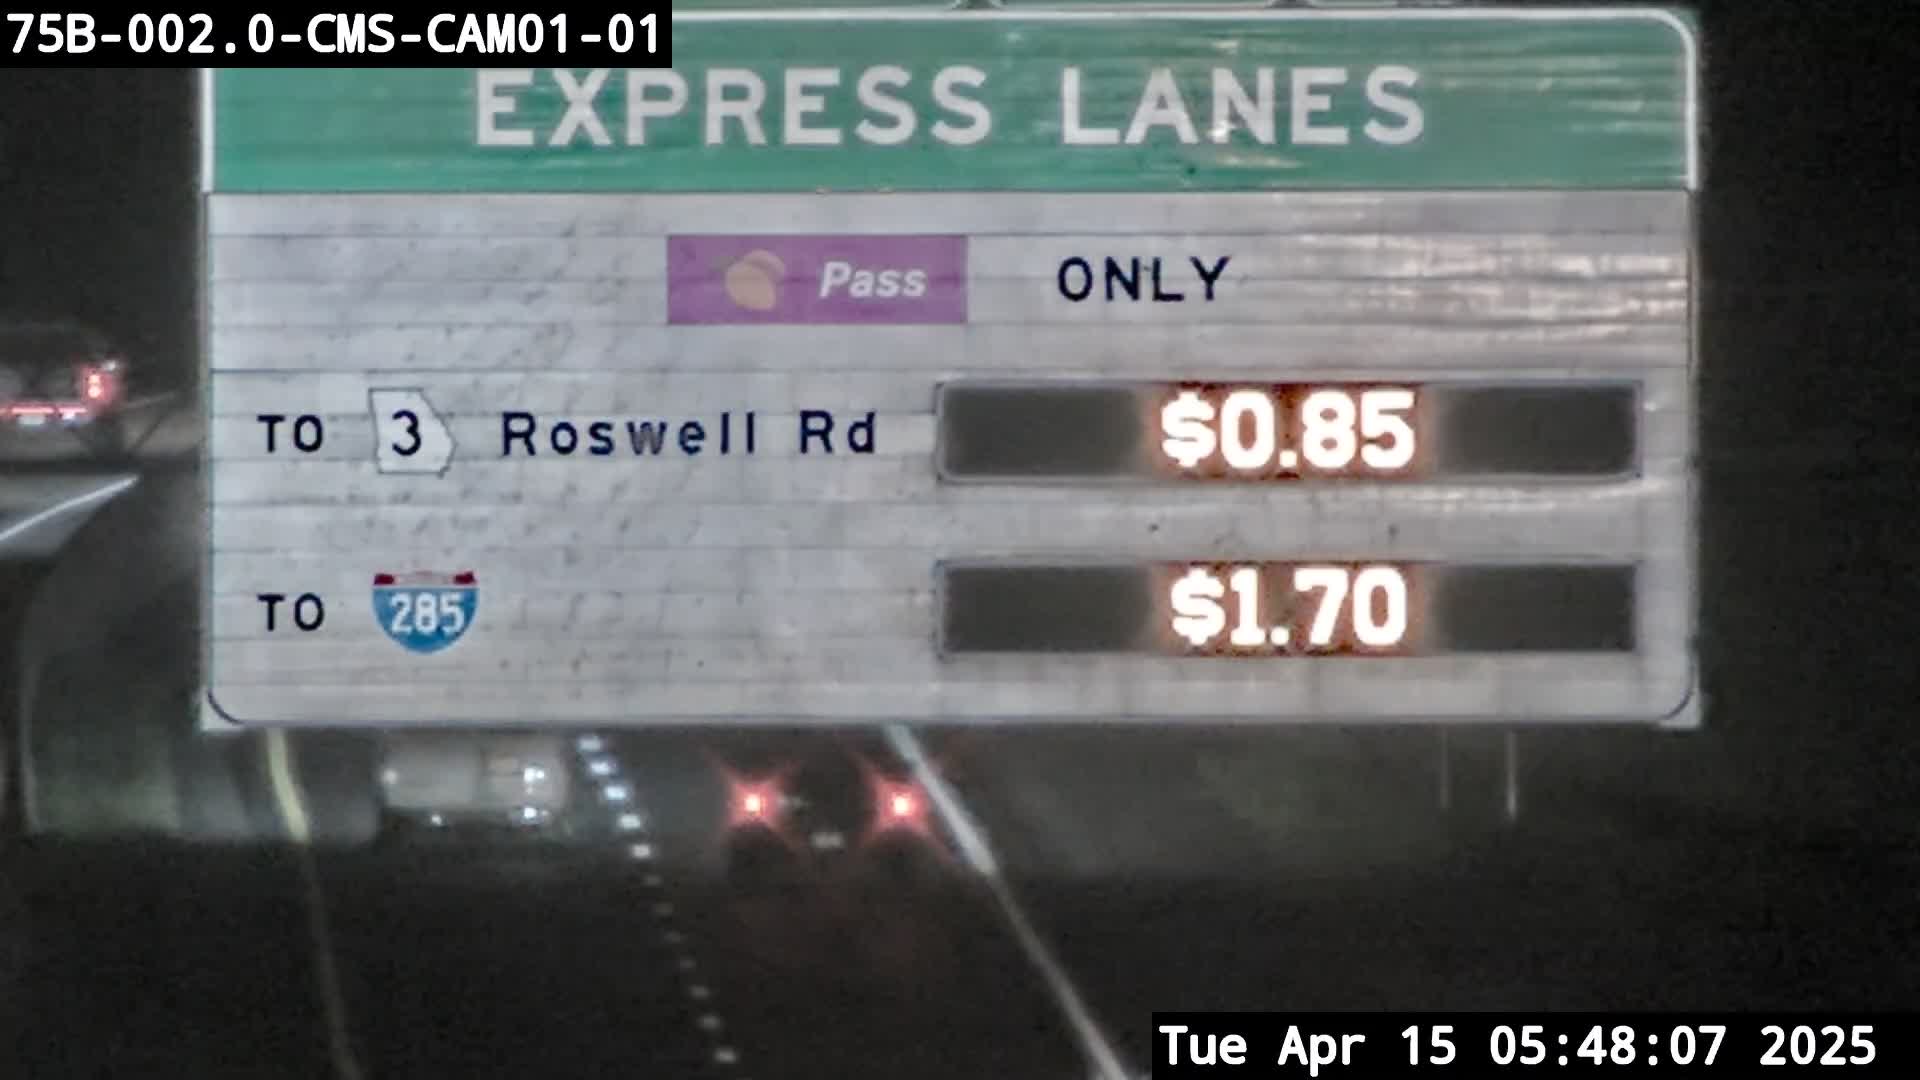 75B-002.0-CMS-CAM01-01
EXPRESS LANES
Pass ONLY
TO 3 Roswell Rd $0.85
TO 285 $1.70
Tue Apr 15 05:48:07 2025